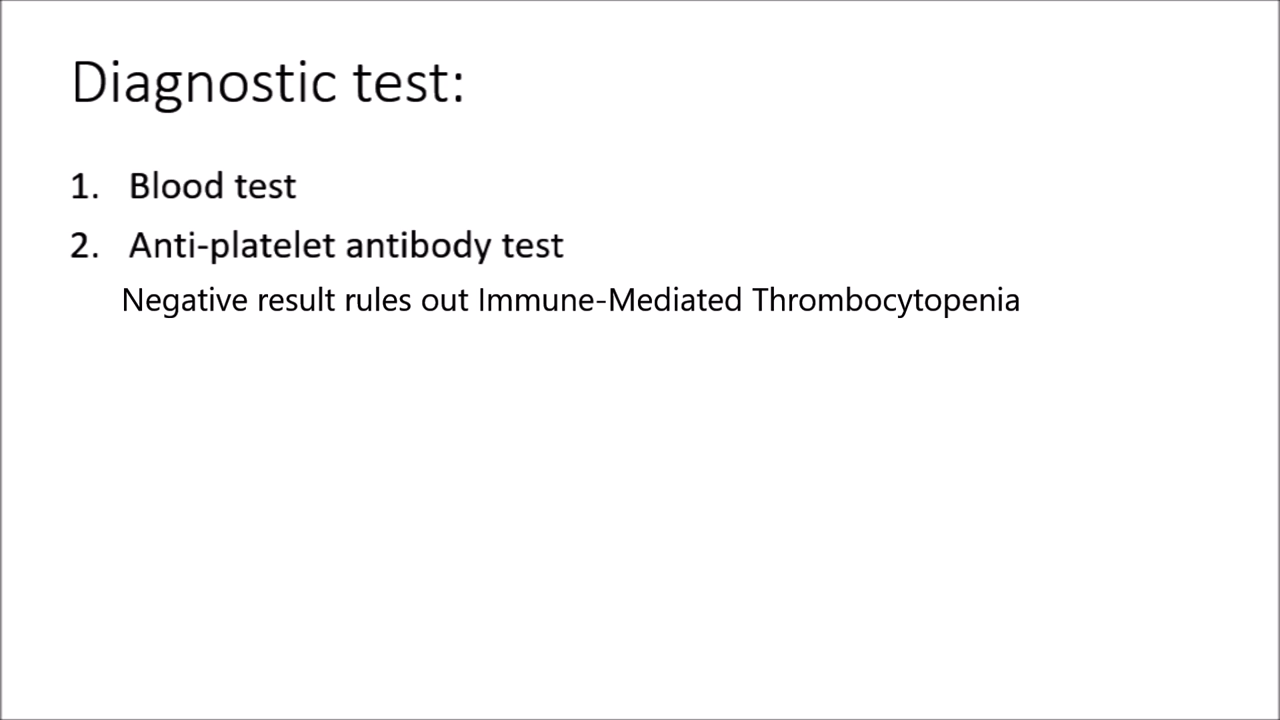 Diagnostic test:
1. Blood test
2. Anti-platelet antibody test
Negative result rules out Immune-Mediated Thrombocytopenia